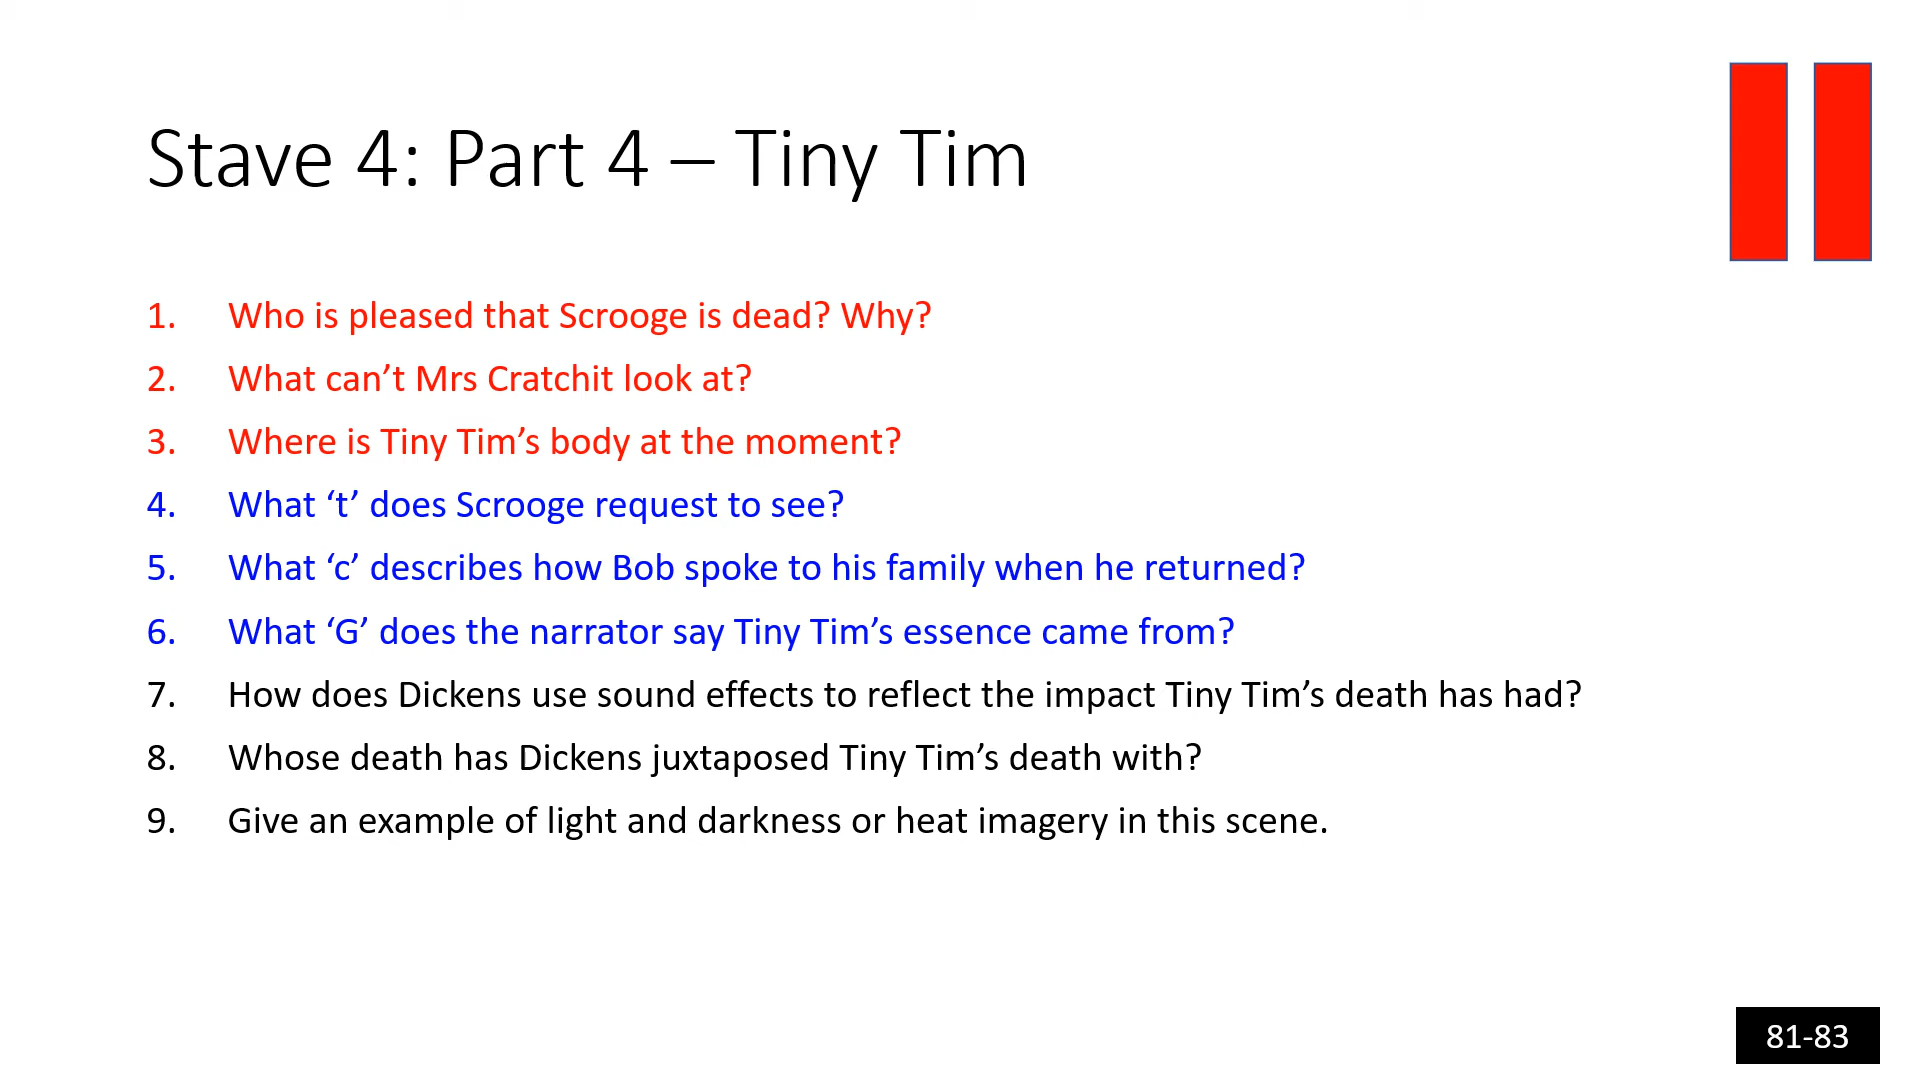 Stave 4: Part 4 – Tiny Tim
1. Who is pleased that Scrooge is dead? Why?
2. What can’t Mrs Cratchit look at?
3. Where is Tiny Tim’s body at the moment?
4. What ‘t’ does Scrooge request to see?
5. What ‘c’ describes how Bob spoke to his family when he returned?
6. What ‘G’ does the narrator say Tiny Tim’s essence came from?
7. How does Dickens use sound effects to reflect the impact Tiny Tim’s death has had?
8. Whose death has Dickens juxtaposed Tiny Tim’s death with?
9. Give an example of light and darkness or heat imagery in this scene.
81-83